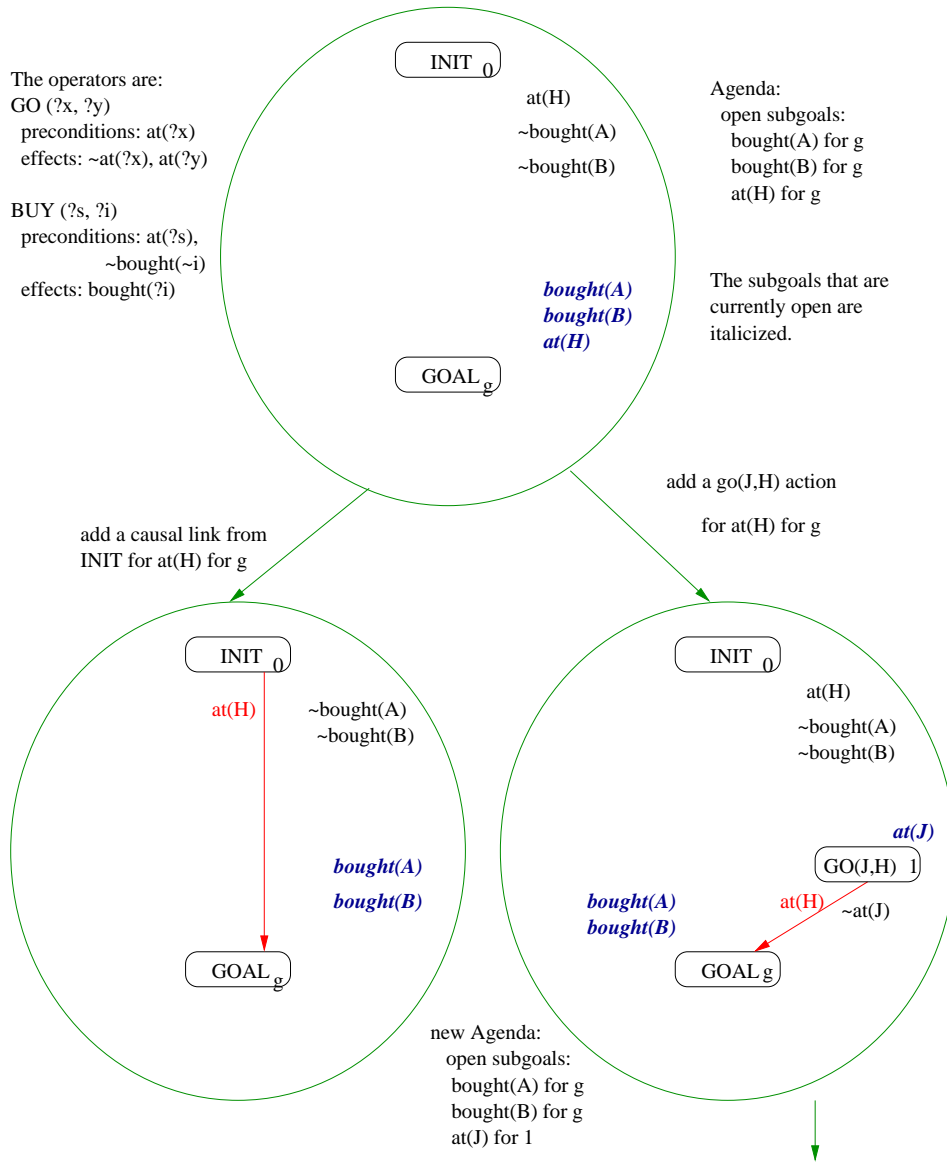 The operators are:
GO (?x, ?y)
preconditions: at(?x)
effects: ~at(?x), at(?y)
BUY (?s, ?i)
preconditions: at(?s),
~bought(~i)
effects: bought(?i)
INIT 0
at(H)
~bought(A)
~bought(B)
bought(A)
bought(B)
at(H)
GOAL g
Agenda:
open subgoals:
bought(A) for g
bought(B) for g
at(H) for g
The subgoals that are
currently open are
italicized.
add a causal link from
INIT for at(H) for g
add a go(J,H) action
for at(H) for g
INIT 0
at(H)
~bought(A)
~bought(B)
bought(A)
bought(B)
GOAL g
INIT 0
at(H)
~bought(A)
~bought(B)
at(J)
GO(J,H) 1
at(H)
~at(J)
bought(A)
bought(B)
GOAL g
new Agenda:
open subgoals:
bought(A) for g
bought(B) for g
at(J) for 1